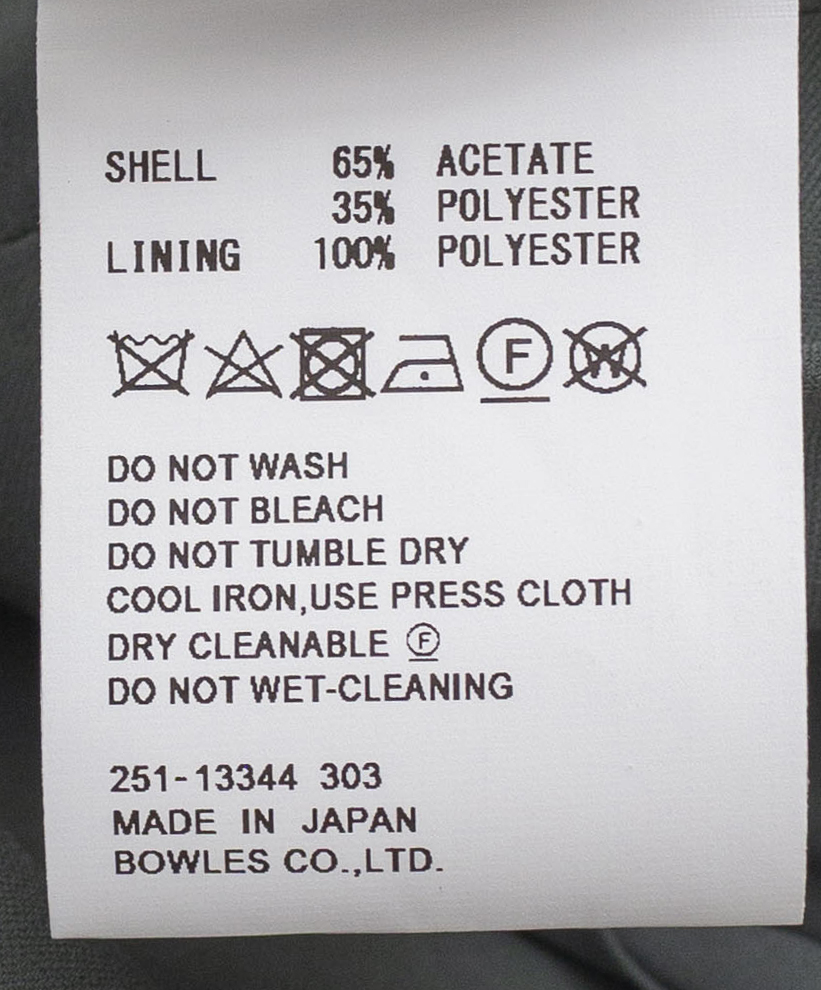 SHELL 65% ACETATE
35% POLYESTER
LINING 100% POLYESTER
F W
DO NOT WASH
DO NOT BLEACH
DO NOT TUMBLE DRY
COOL IRON,USE PRESS CLOTH
DRY CLEANABLE Ⓕ
DO NOT WET-CLEANING
251-13344 303
MADE IN JAPAN
BOWLES CO.,LTD.